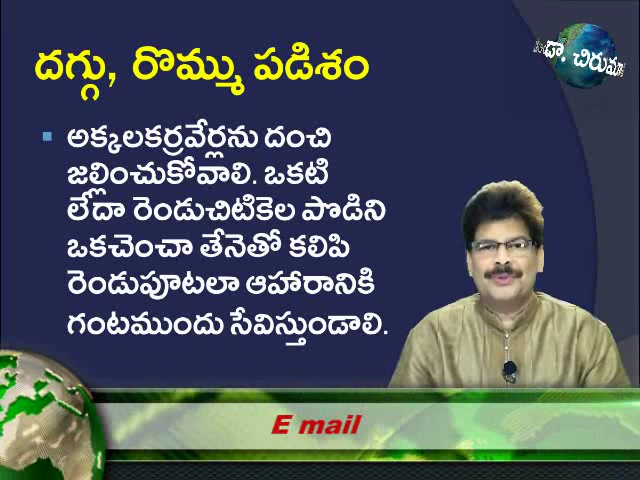 దగ్గు, రొమ్ము పడిశం
డా. చిరుమా
అక్కలకర్రవేర్లను దంచి
జల్లించుకోవాలి. ఒకటి
లేదా రెండుచిటికెల పొడిని
ఒకచెంచా తేనెతో కలిపి
రెండుపూటలా ఆహారానికి
గంటముందు సేవిస్తుండాలి.
E mail